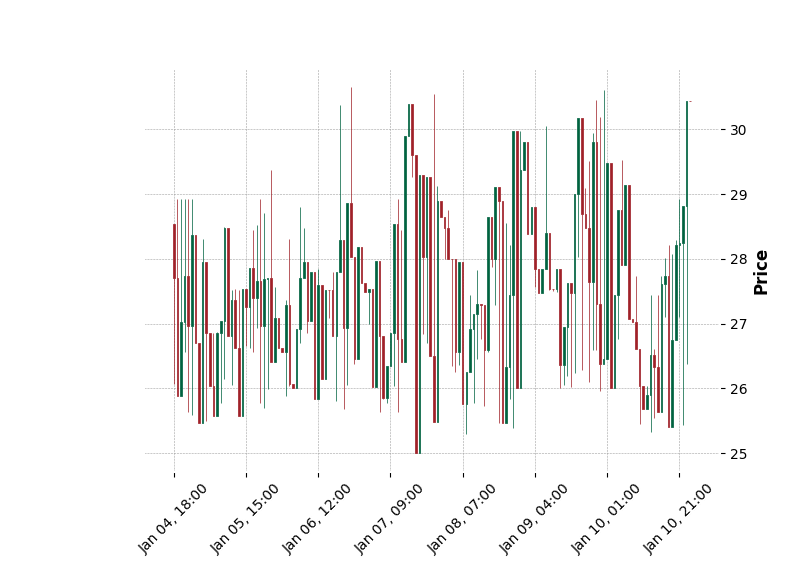 30
29
28
27
26
25
Price
Jan 04, 18:00
Jan 05, 15:00
Jan 06, 12:00
Jan 07, 09:00
Jan 08, 07:00
Jan 09, 04:00
Jan 10, 01:00
Jan 10, 21:00